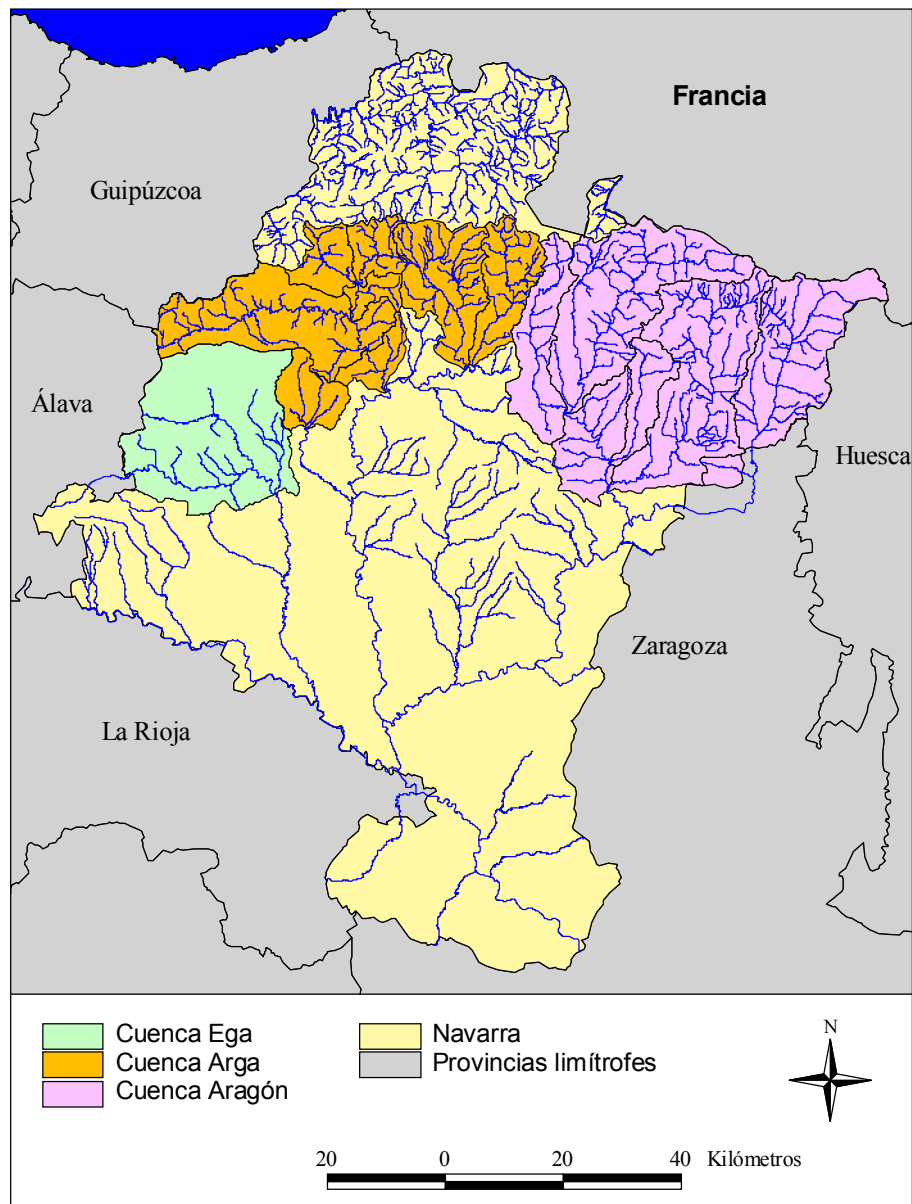 Francia
Guipúzcoa
Álava
Huesca
Zaragoza
La Rioja
Cuenca Ega
Cuenca Arga
Cuenca Aragón
Navarra
Provincias limítrofes
N
20 0 20 40 Kilómetros